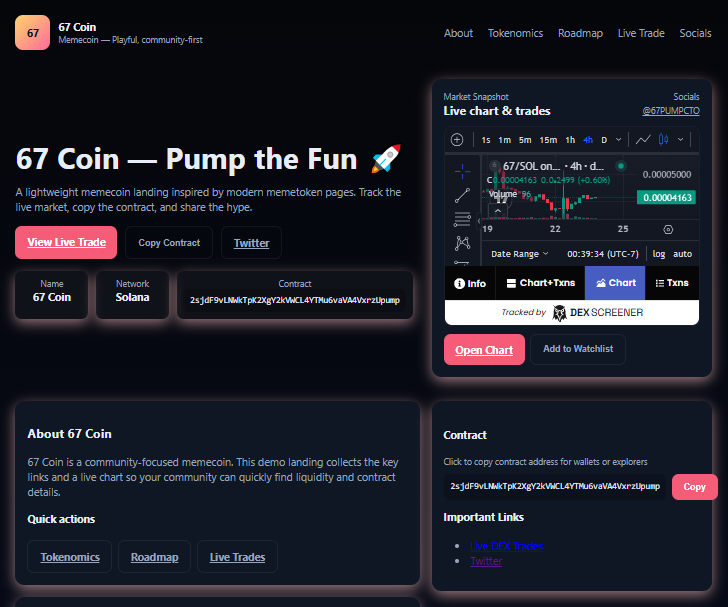 67
67 Coin
Memecoin — Playful, community-first
About
Tokenomics
Roadmap
Live Trade
Socials
67 Coin — Pump the Fun 🚀
A lightweight memecoin landing inspired by modern memetoken pages. Track the
live market, copy the contract, and share the hype.
View Live Trade
Copy Contract
Twitter
Name
67 Coin
Network
Solana
Contract
2sjdF9vLNWkTpK2XgY2kVWCL4YTMu6vaVA4VxrzUpump
Market Snapshot
Live chart & trades
Socials
@67PUMPCTO
1s 1m 5m 15m 1h 4h D
67/SOL on... · 4h · d...
0.00004163 (+0.60%)
Volume 96
0.00005000
0.00004163
19 22 25
Date Range 00:39:34 (UTC-7) log auto
Info
Chart+Txns
Chart
Txns
Tracked by DEX SCREENER
Open Chart
Add to Watchlist
About 67 Coin
67 Coin is a community-focused memecoin. This demo landing collects the key
links and a live chart so your community can quickly find liquidity and contract
details.
Quick actions
Tokenomics
Roadmap
Live Trades
Contract
Click to copy contract address for wallets or explorers
2sjdF9vLNWkTpK2XgY2kVWCL4YTMu6vaVA4VxrzUpump
Copy
Important Links
Live DEX Trades
Twitter